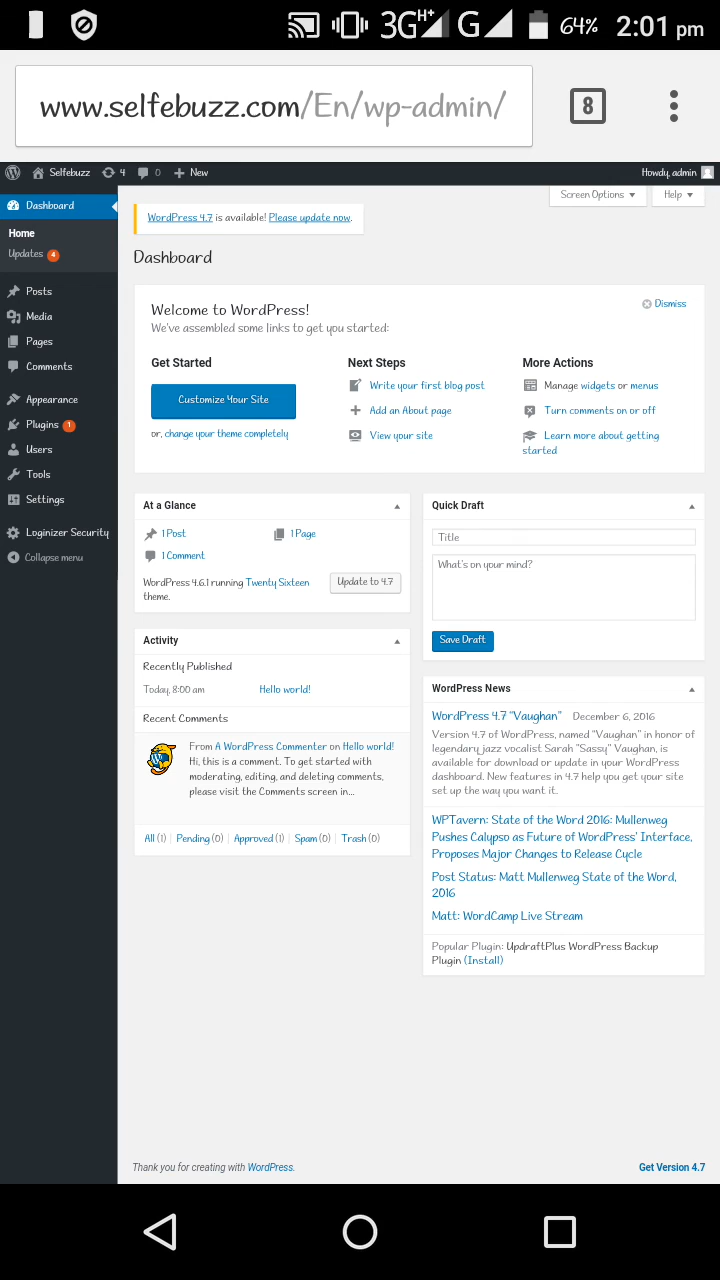 3G H+ G 64% 2:01 pm
www.selfebuzz.com/En/wp-admin/ 8
Selfebuzz 4 0 New Howdy, admin
Dashboard
Home
Updates 4
Posts
Media
Pages
Comments
Appearance
Plugins 1
Users
Tools
Settings
Loginizer Security
Collapse menu
Screen Options Help
WordPress 4.7 is available! Please update now.
Dashboard
Welcome to WordPress! Dismiss
We've assembled some links to get you started:
Get Started
Customize Your Site
or, change your theme completely
Next Steps
Write your first blog post
Add an About page
View your site
More Actions
Manage widgets or menus
Turn comments on or off
Learn more about getting
started
At a Glance
1 Post 1 Page
1 Comment
WordPress 4.6.1 running Twenty Sixteen
theme.
Update to 4.7
Activity
Recently Published
Today, 8:00 am Hello world!
Recent Comments
From A WordPress Commenter on Hello world!
Hi, this is a comment. To get started with
moderating, editing, and deleting comments,
please visit the Comments screen in...
All (1) | Pending (0) | Approved (1) | Spam (0) | Trash (0)
Quick Draft
Title
What's on your mind?
Save Draft
WordPress News
WordPress 4.7 "Vaughan" December 6, 2016
Version 4.7 of WordPress, named "Vaughan" in honor of
legendary jazz vocalist Sarah "Sassy" Vaughan, is
available for download or update in your WordPress
dashboard. New features in 4.7 help you get your site
set up the way you want it.
WPTavern: State of the Word 2016: Mullenweg
Pushes Calypso as Future of WordPress' Interface,
Proposes Major Changes to Release Cycle
Post Status: Matt Mullenweg State of the Word,
2016
Matt: WordCamp Live Stream
Popular Plugin: UpdraftPlus WordPress Backup
Plugin (Install)
Thank you for creating with WordPress. Get Version 4.7